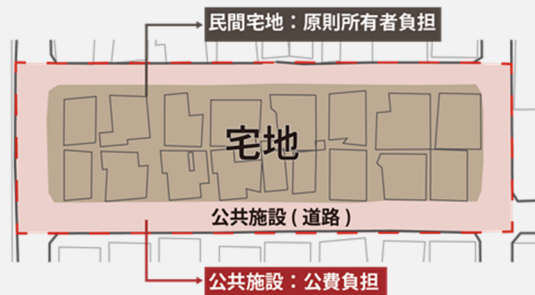 民間宅地：原則所有者負担
宅地
公共施設(道路)
公共施設：公費負担